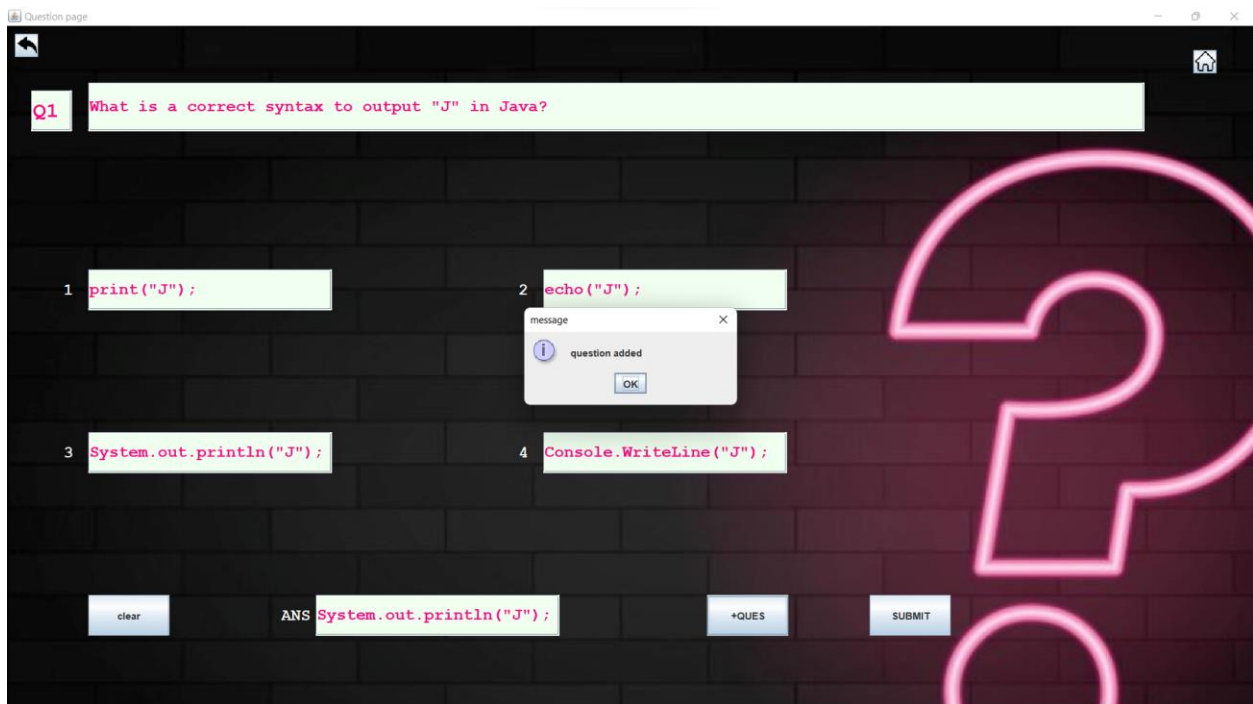 Question page
Q1 What is a correct syntax to output "J" in Java?
1 print("J"); 2 echo("J");
message
question added
OK
3 System.out.println("J"); 4 Console.WriteLine("J");
clear ANS System.out.println("J"); +QUES SUBMIT